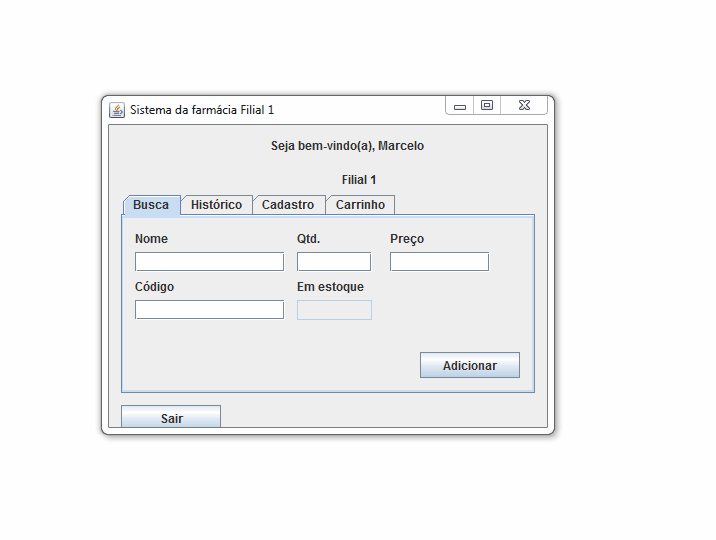 Sistema da farmácia Filial 1
Seja bem-vindo(a), Marcelo
Filial 1
Busca Histórico Cadastro Carrinho
Nome Qtd. Preço
Código Em estoque
Adicionar
Sair